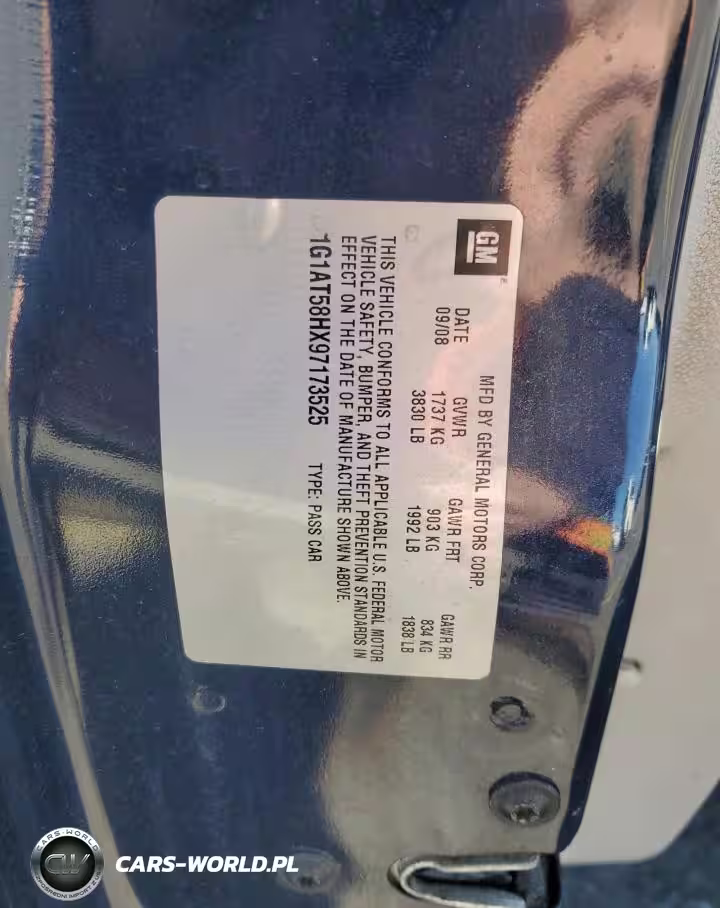 GM
MFD BY GENERAL MOTORS CORP.
DATE GVWR GAWR FRT GAWR RR
09/08 1737 KG 903 KG 834 KG
3830 LB 1992 LB 1838 LB
THIS VEHICLE CONFORMS TO ALL APPLICABLE U.S. FEDERAL MOTOR
VEHICLE SAFETY, BUMPER, AND THEFT PREVENTION STANDARDS IN
EFFECT ON THE DATE OF MANUFACTURE SHOWN ABOVE.
1G1AT58HX97173525 TYPE: PASS CAR
CARS-WORLD
CW
CARS-WORLD.PL